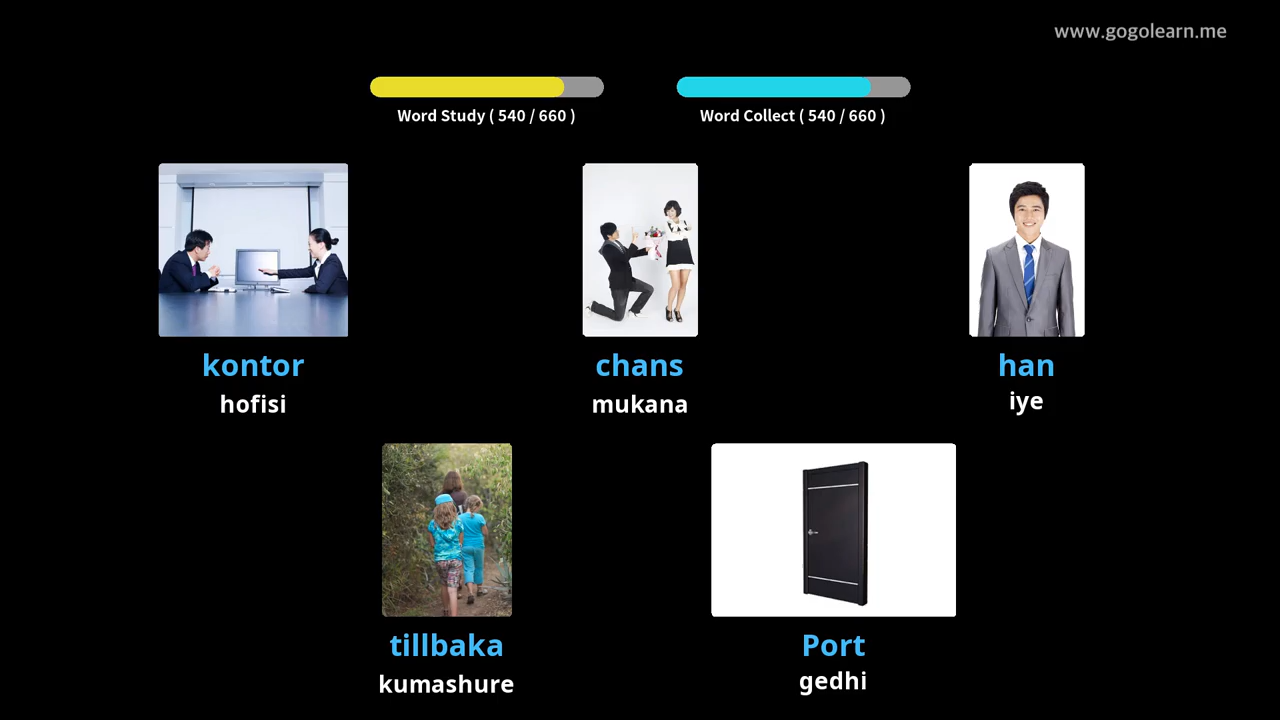 www.gogolearn.me
Word Study ( 540 / 660 )
Word Collect ( 540 / 660 )
kontor
hofisi
chans
mukana
han
iye
tillbaka
kumashure
Port
gedhi